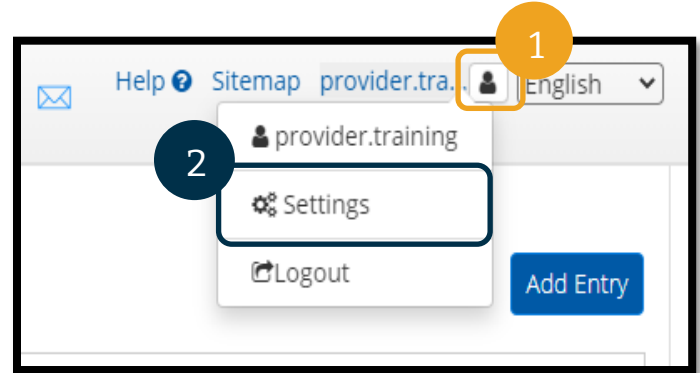 1
Help Sitemap provider.tra... English
provider.training
2
Settings
Logout
Add Entry